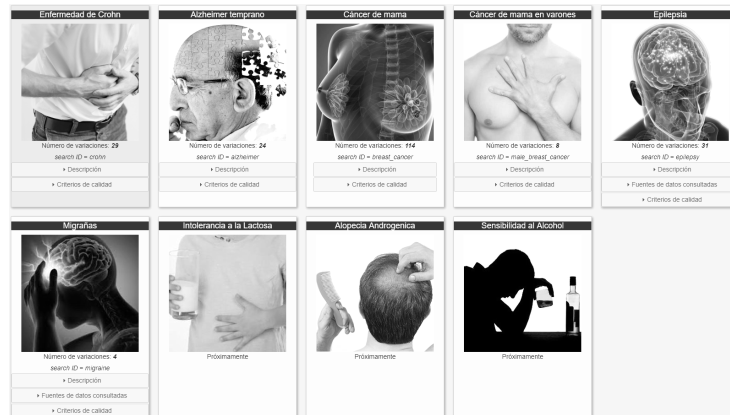 Enfermedad de Crohn
Número de variaciones: 29
search ID = crohn
Descripción
Criterios de calidad
Alzheimer temprano
Número de variaciones: 24
search ID = alzheimer
Descripción
Criterios de calidad
Cáncer de mama
Número de variaciones: 114
search ID = breast_cancer
Descripción
Criterios de calidad
Cáncer de mama en varones
Número de variaciones: 8
search ID = male_breast_cancer
Descripción
Criterios de calidad
Epilepsia
Número de variaciones: 31
search ID = epilepsy
Descripción
Fuentes de datos consultadas
Criterios de calidad
Migrañas
Número de variaciones: 4
search ID = migraine
Descripción
Fuentes de datos consultadas
Criterios de calidad
Intolerancia a la Lactosa
Próximamente
Alopecia Androgenica
Próximamente
Sensibilidad al Alcohol
Próximamente